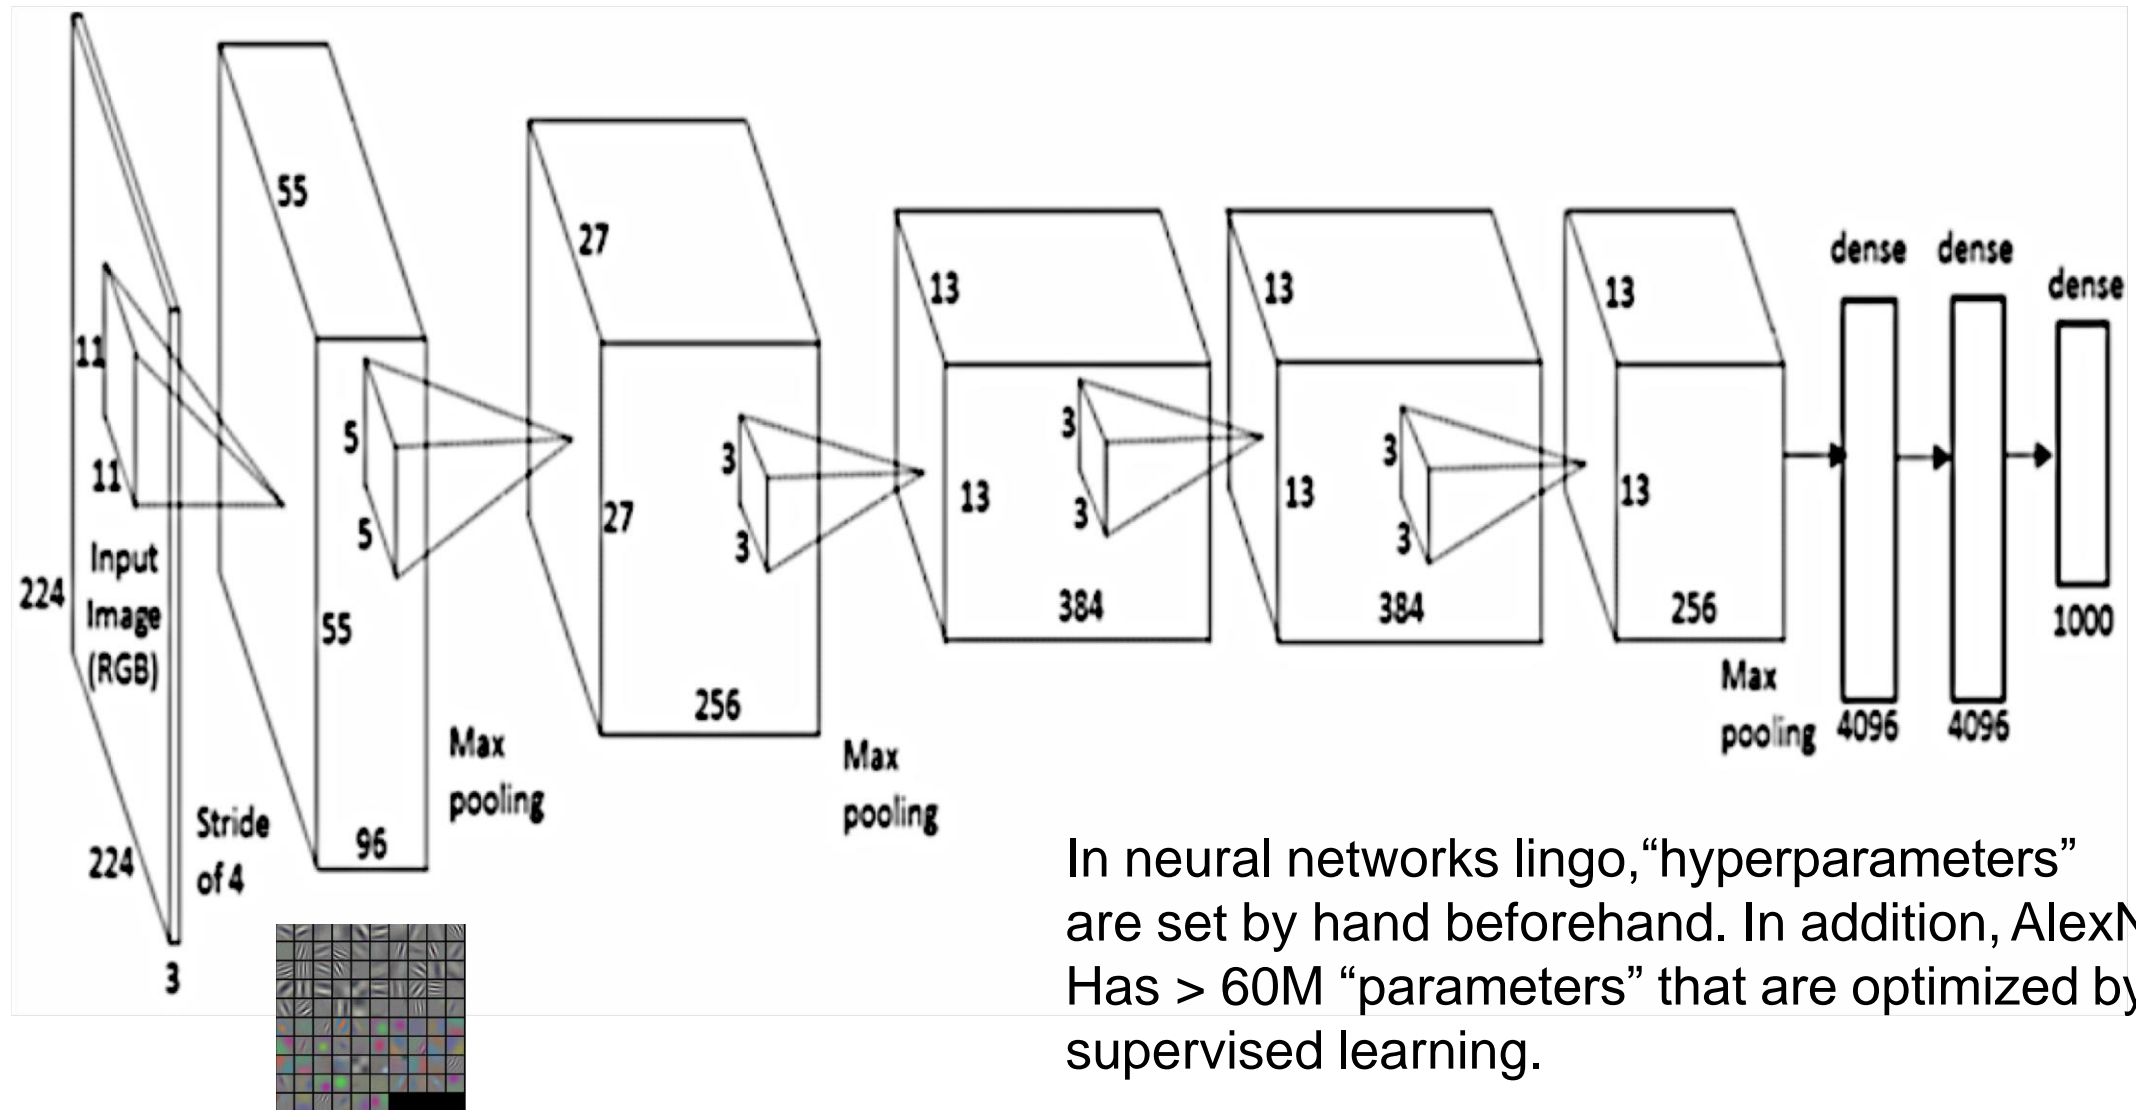 11
11
Input
Image
(RGB)
224
224
3
Stride
of 4
55
55
96
5
5
Max
pooling
27
27
256
3
3
Max
pooling
13
13
384
3
3
13
13
384
3
3
13
13
256
Max
pooling
dense
4096
dense
4096
dense
1000
In neural networks lingo,“hyperparameters”
are set by hand beforehand. In addition, AlexN
Has > 60M “parameters” that are optimized by
supervised learning.